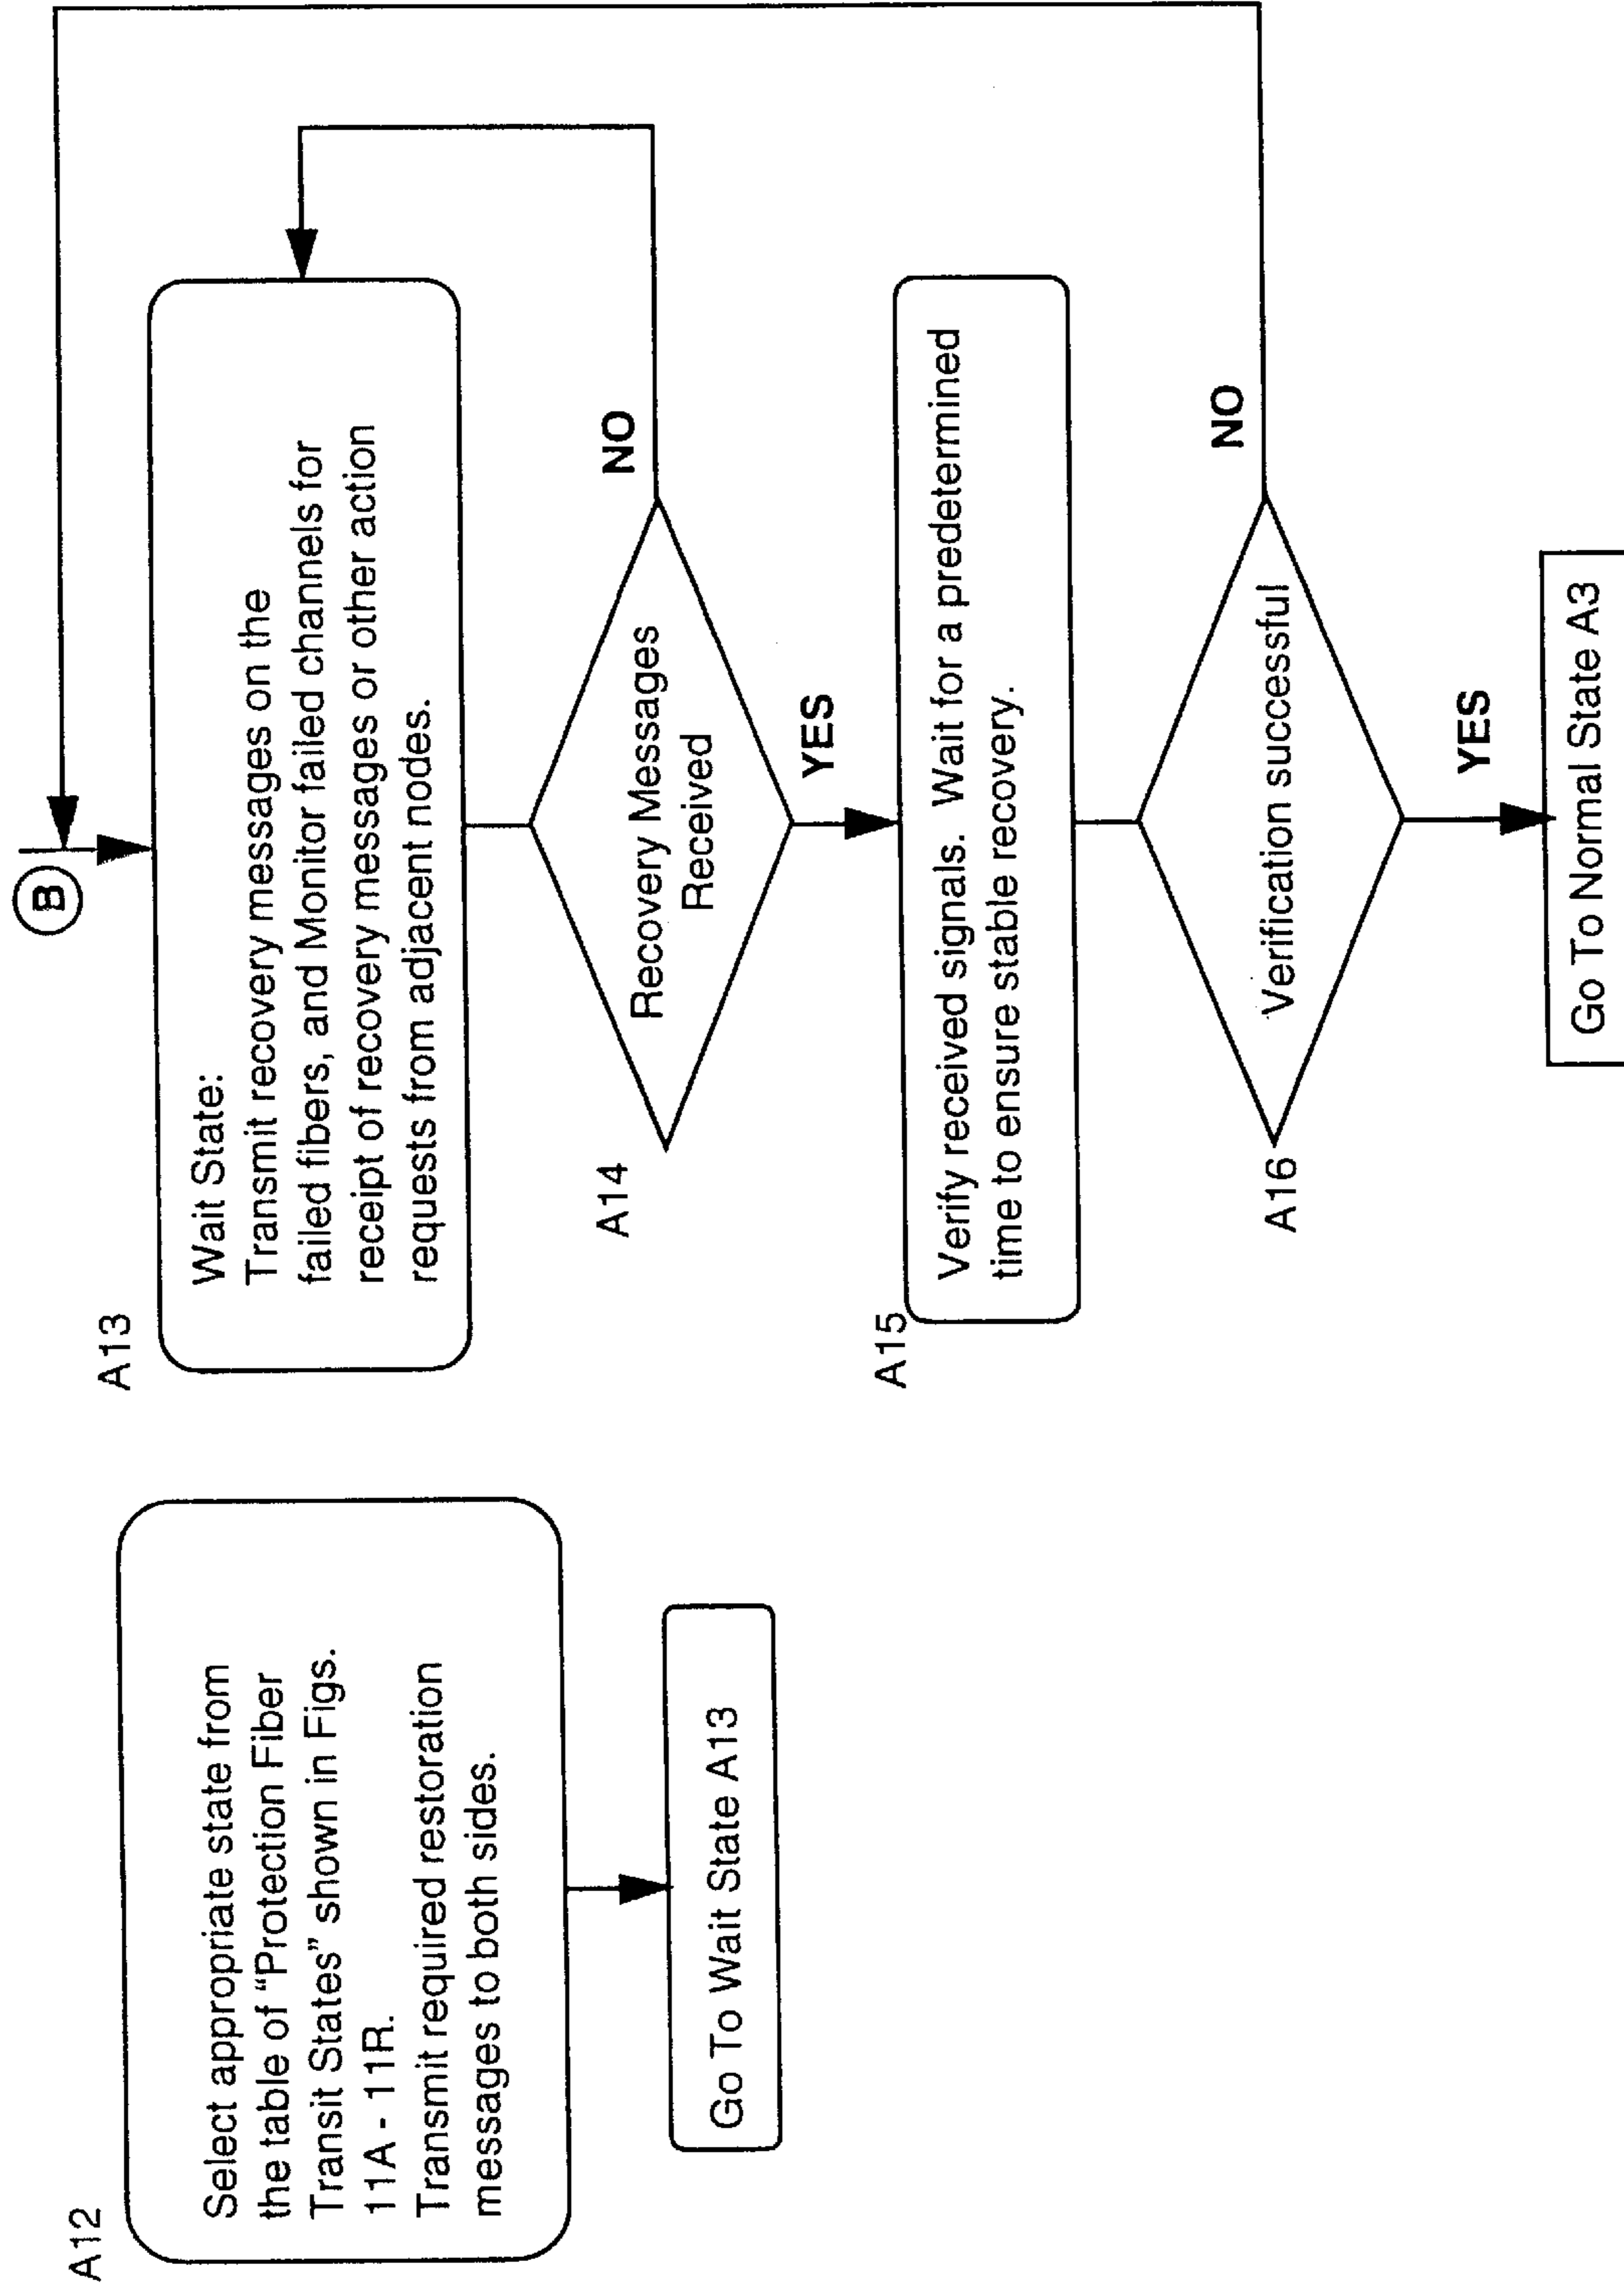 A12
Select appropriate state from
the table of "Protection Fiber
Transit States" shown in Figs.
11A - 11R.
Transmit required restoration
messages to both sides.
Go To Wait State A13
B
A13
Wait State:
Transmit recovery messages on the
failed fibers, and Monitor failed channels for
receipt of recovery messages or other action
requests from adjacent nodes.
A14
Recovery Messages
Received
NO
YES
A15
Verify received signals. Wait for a predetermined
time to ensure stable recovery.
A16
Verification successful
NO
YES
Go To Normal State A3